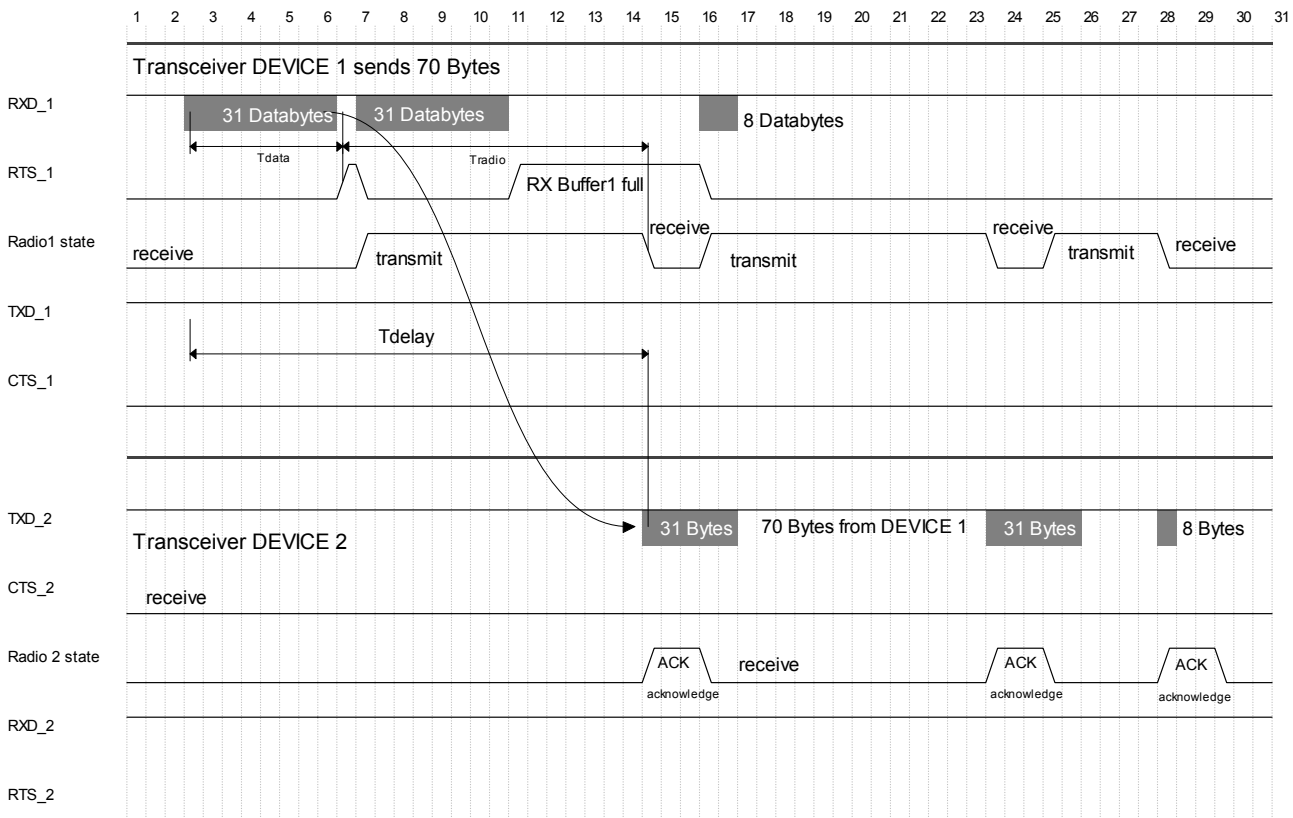 1 2 3 4 5 6 7 8 9 10 11 12 13 14 15 16 17 18 19 20 21 22 23 24 25 26 27 28 29 30 31
Transceiver DEVICE 1 sends 70 Bytes
RXD_1
31 Databytes 31 Databytes 8 Databytes
Tdata Tradio
RTS_1
RX Buffer1 full
Radio1 state
receive transmit receive transmit receive transmit receive
TXD_1
Tdelay
CTS_1
TXD_2
31 Bytes 70 Bytes from DEVICE 1 31 Bytes 8 Bytes
Transceiver DEVICE 2
CTS_2
receive
Radio 2 state
ACK receive ACK ACK
acknowledge acknowledge acknowledge
RXD_2
RTS_2